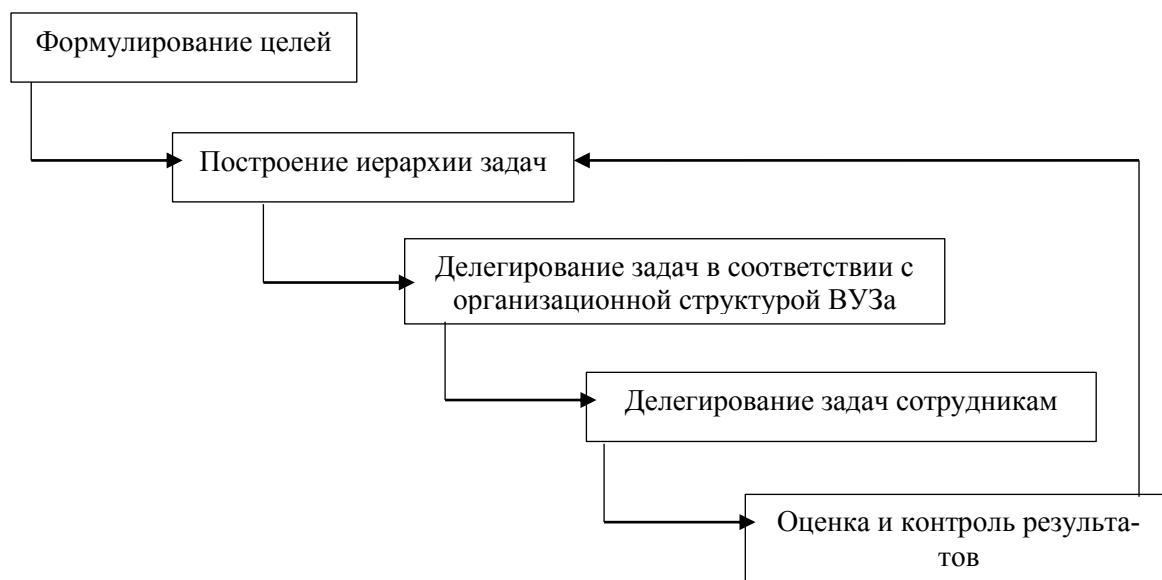 Формулирование целей
Построение иерархии задач
Делегирование задач в соответствии с
организационной структурой ВУЗа
Делегирование задач сотрудникам
Оценка и контроль результа-
тов